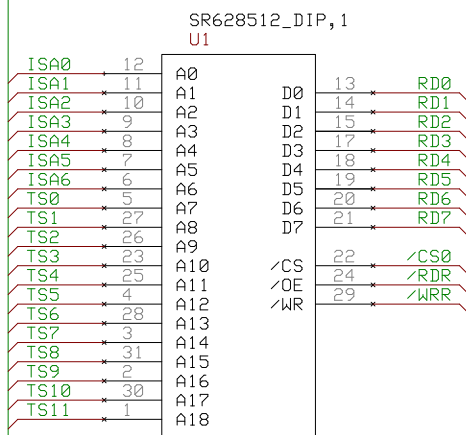 SR628512_DIP,1
U1
ISA0 12 A0
ISA1 11 A1 D0 13 RD0
ISA2 10 A2 D1 14 RD1
ISA3 9 A3 D2 15 RD2
ISA4 8 A4 D3 17 RD3
ISA5 7 A5 D4 18 RD4
ISA6 6 A6 D5 19 RD5
TS0 5 A7 D6 20 RD6
TS1 27 A8 D7 21 RD7
TS2 26 A9
TS3 23 A10 /CS 22 /CS0
TS4 25 A11 /OE 24 /RDR
TS5 4 A12 /WR 29 /WRR
TS6 28 A13
TS7 3 A14
TS8 31 A15
TS9 2 A16
TS10 30 A17
TS11 1 A18